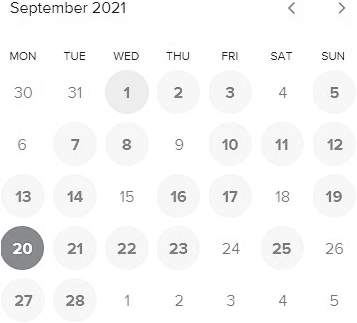 September 2021
MON TUE WED THU FRI SAT SUN
30 31 1 2 3 4 5
6 7 8 9 10 11 12
13 14 15 16 17 18 19
20 21 22 23 24 25 26
27 28 1 2 3 4 5